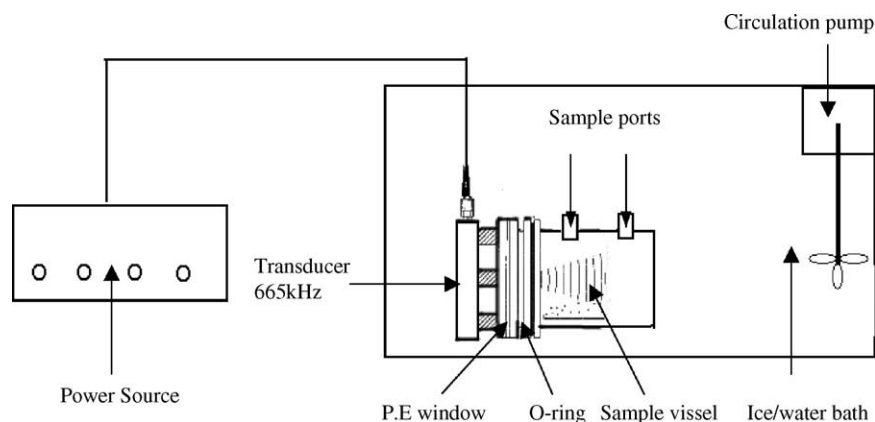 Circulation pump
Sample ports
Transducer
665kHz
Power Source
P.E window
O-ring
Sample vissel
Ice/water bath